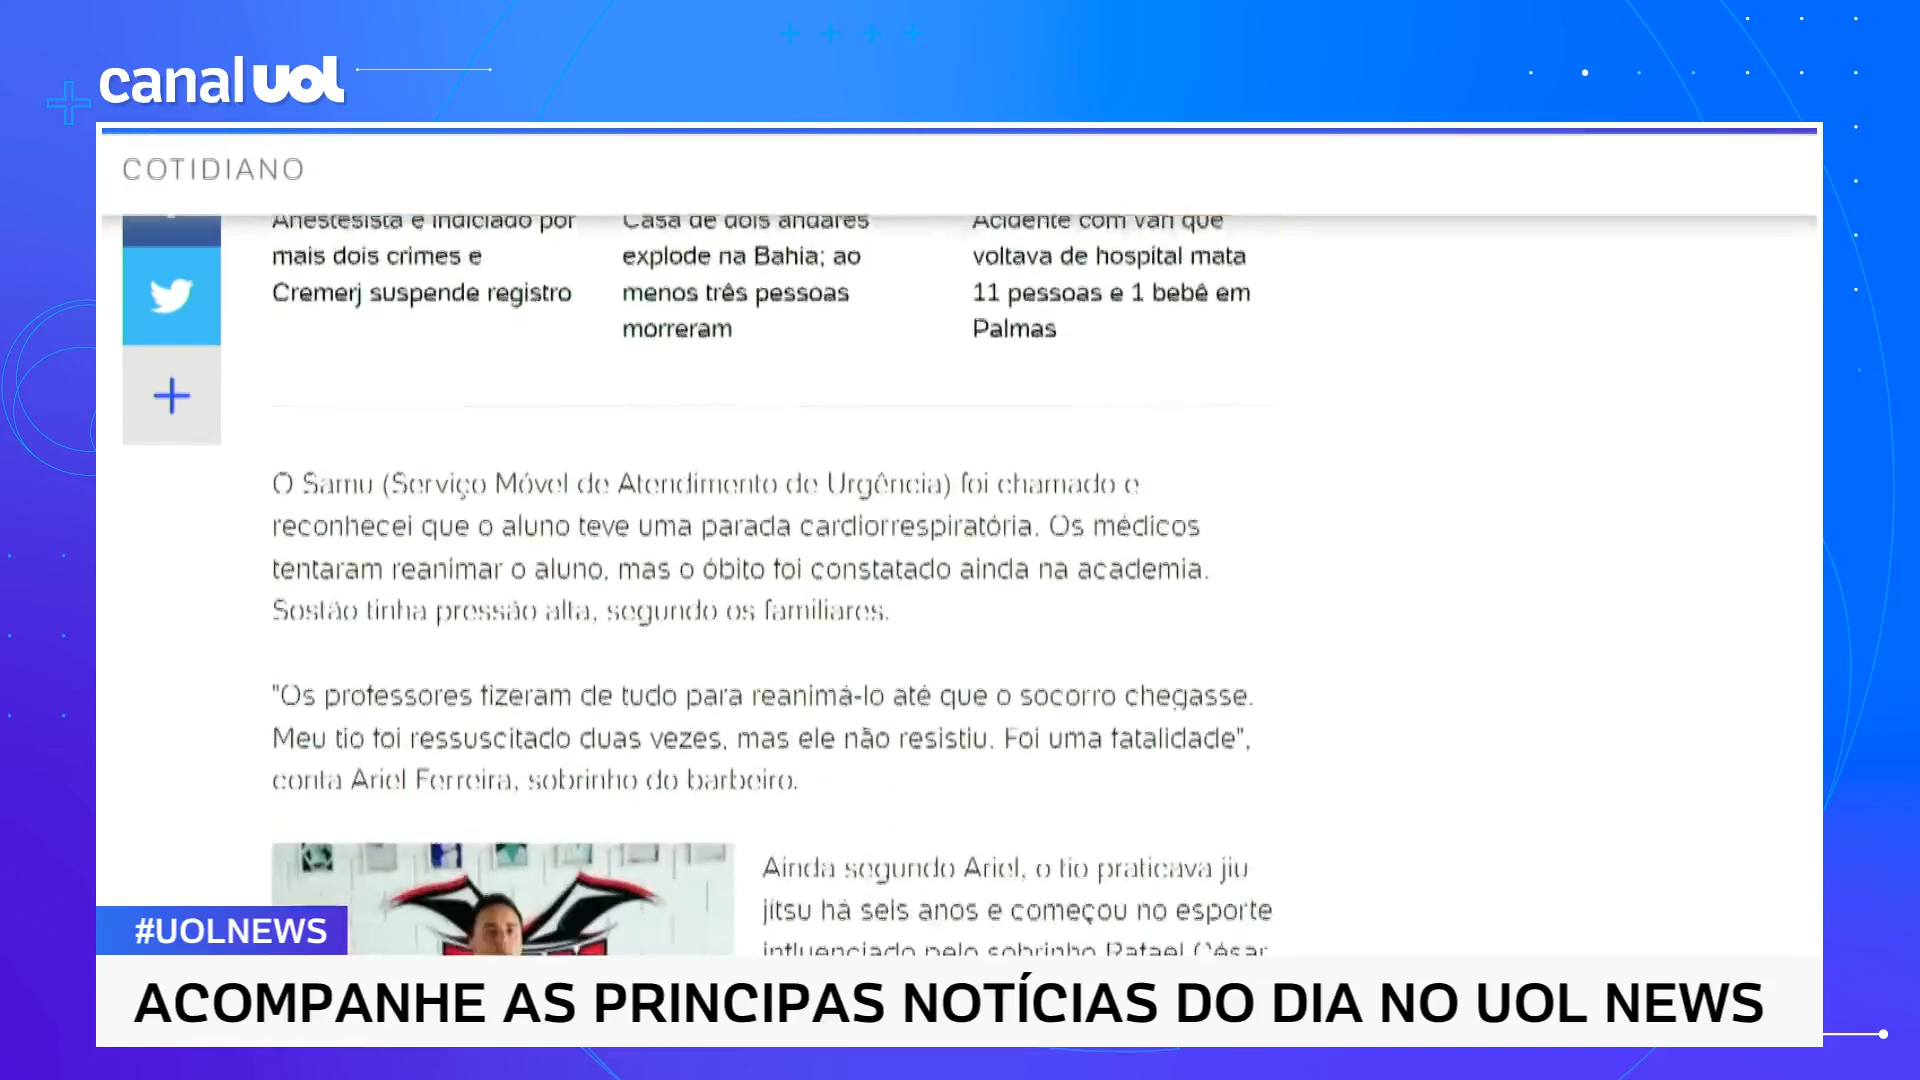 canal uol
COTIDIANO
Anestesista é indiciado por
mais dois crimes e
Cremerj suspende registro
Casa de dois andares
explode na Bahia; ao
menos três pessoas
morreram
Acidente com van que
voltava de hospital mata
11 pessoas e 1 bebê em
Palmas
O Samu (Serviço Móvel de Atendimento de Urgência) foi chamado e
reconhecei que o aluno teve uma parada cardiorrespiratória. Os médicos
tentaram reanimar o aluno, mas o óbito foi constatado ainda na academia.
Sostão tinha pressão alta, segundo os familiares.
"Os professores fizeram de tudo para reanimá-lo até que o socorro chegasse.
Meu tio foi ressuscitado duas vezes, mas ele não resistiu. Foi uma fatalidade",
conta Ariel Ferreira, sobrinho do barbeiro.
Ainda segundo Ariel, o tio praticava jiu
jítsu há seis anos e começou no esporte
influenciado pelo sobrinho Rafael César
#UOLNEWS
ACOMPANHE AS PRINCIPAS NOTÍCIAS DO DIA NO UOL NEWS